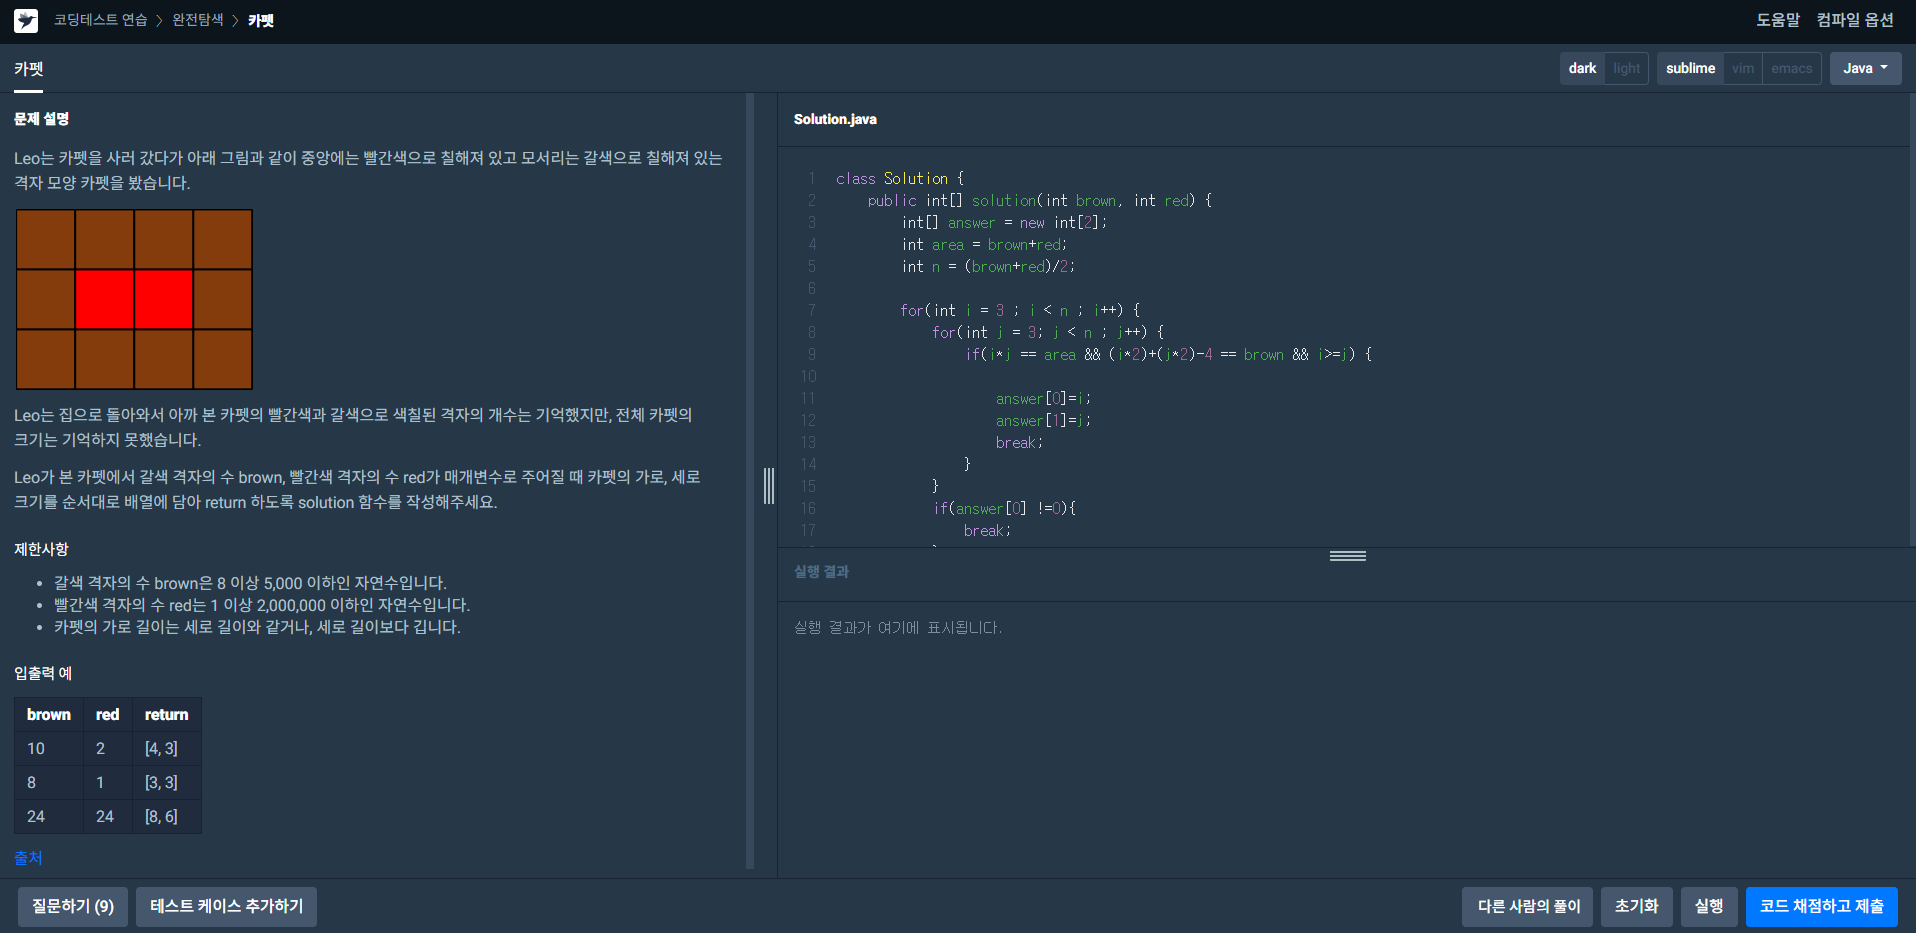 코딩테스트 연습 > 완전탐색 > 카펫
도움말 컴파일 옵션
카펫
dark light sublime vim emacs Java
문제 설명
Leo는 카펫을 사러 갔다가 아래 그림과 같이 중앙에는 빨간색으로 칠해져 있고 모서리는 갈색으로 칠해져 있는
격자 모양 카펫을 봤습니다.
Leo는 집으로 돌아와서 아까 본 카펫의 빨간색과 갈색으로 색칠된 격자의 개수는 기억했지만, 전체 카펫의
크기는 기억하지 못했습니다.
Leo가 본 카펫에서 갈색 격자의 수 brown, 빨간색 격자의 수 red가 매개변수로 주어질 때 카펫의 가로, 세로
크기를 순서대로 배열에 담아 return 하도록 solution 함수를 작성해주세요.
제한사항
• 갈색 격자의 수 brown은 8 이상 5,000 이하인 자연수입니다.
• 빨간색 격자의 수 red는 1 이상 2,000,000 이하인 자연수입니다.
• 카펫의 가로 길이는 세로 길이와 같거나, 세로 길이보다 깁니다.
입출력 예
brown red return
10 2 [4, 3]
8 1 [3, 3]
24 24 [8, 6]
출처
Solution.java
1 class Solution {
2 public int[] solution(int brown, int red) {
3 int[] answer = new int[2];
4 int area = brown+red;
5 int n = (brown+red)/2;
6
7 for(int i = 3 ; i < n ; i++) {
8 for(int j = 3; j < n ; j++) {
9 if(i*j == area && (i*2)+(j*2)-4 == brown && i>=j) {
10
11 answer[0]=i;
12 answer[1]=j;
13 break;
14 }
15 }
16 if(answer[0] !=0){
17 break;
실행 결과
실행 결과가 여기에 표시됩니다.
질문하기 (9) 테스트 케이스 추가하기 다른 사람의 풀이 초기화 실행 코드 채점하고 제출